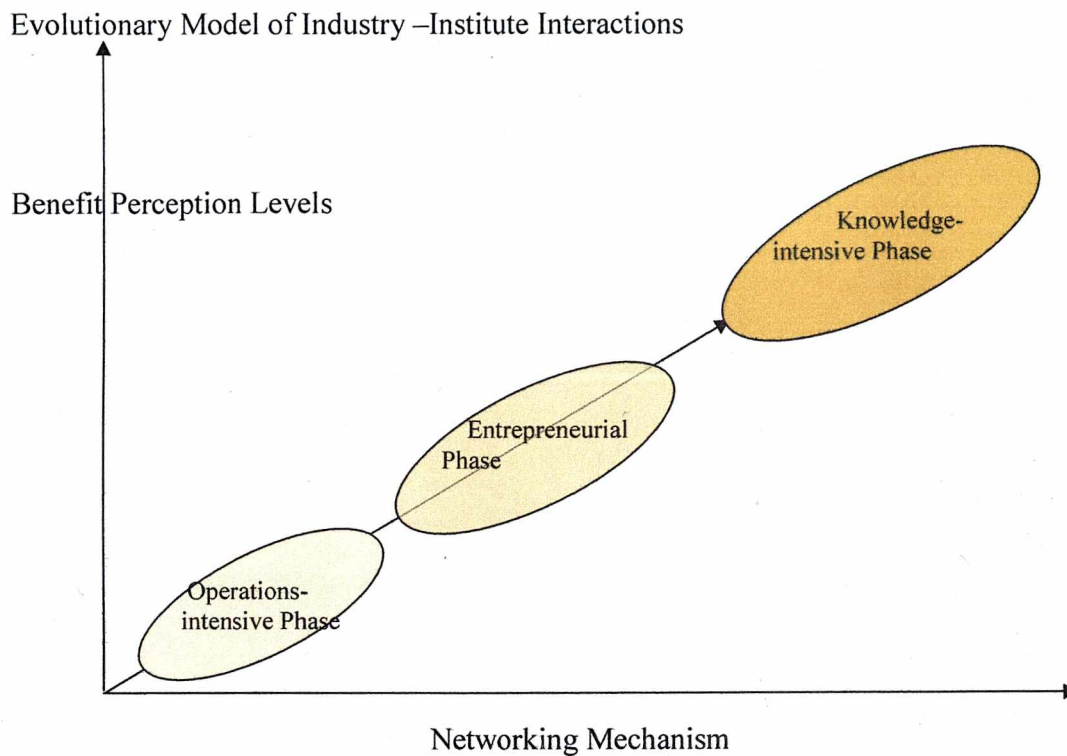 Evolutionary Model of Industry –Institute Interactions
Benefit Perception Levels
Knowledge-
intensive Phase
Entrepreneurial
Phase
Operations-
intensive Phase
Networking Mechanism